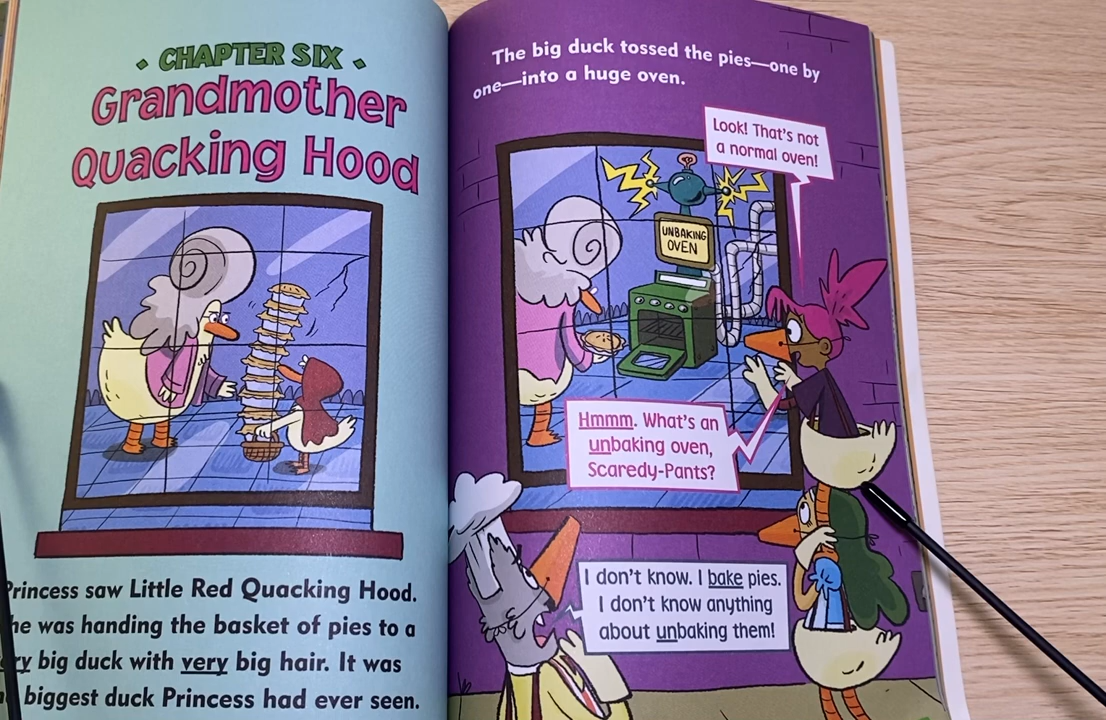 CHAPTER SIX
Grandmother
Quacking Hood
Princess saw Little Red Quacking Hood.
he was handing the basket of pies to a
big duck with very big hair. It was
biggest duck Princess had ever seen.
The big duck tossed the pies—one by
one—into a huge oven.
Look! That's not
a normal oven!
UNBAKING
OVEN
Hmmm. What's an
unbaking oven,
Scaredy-Pants?
I don't know. I bake pies.
I don't know anything
about unbaking them!